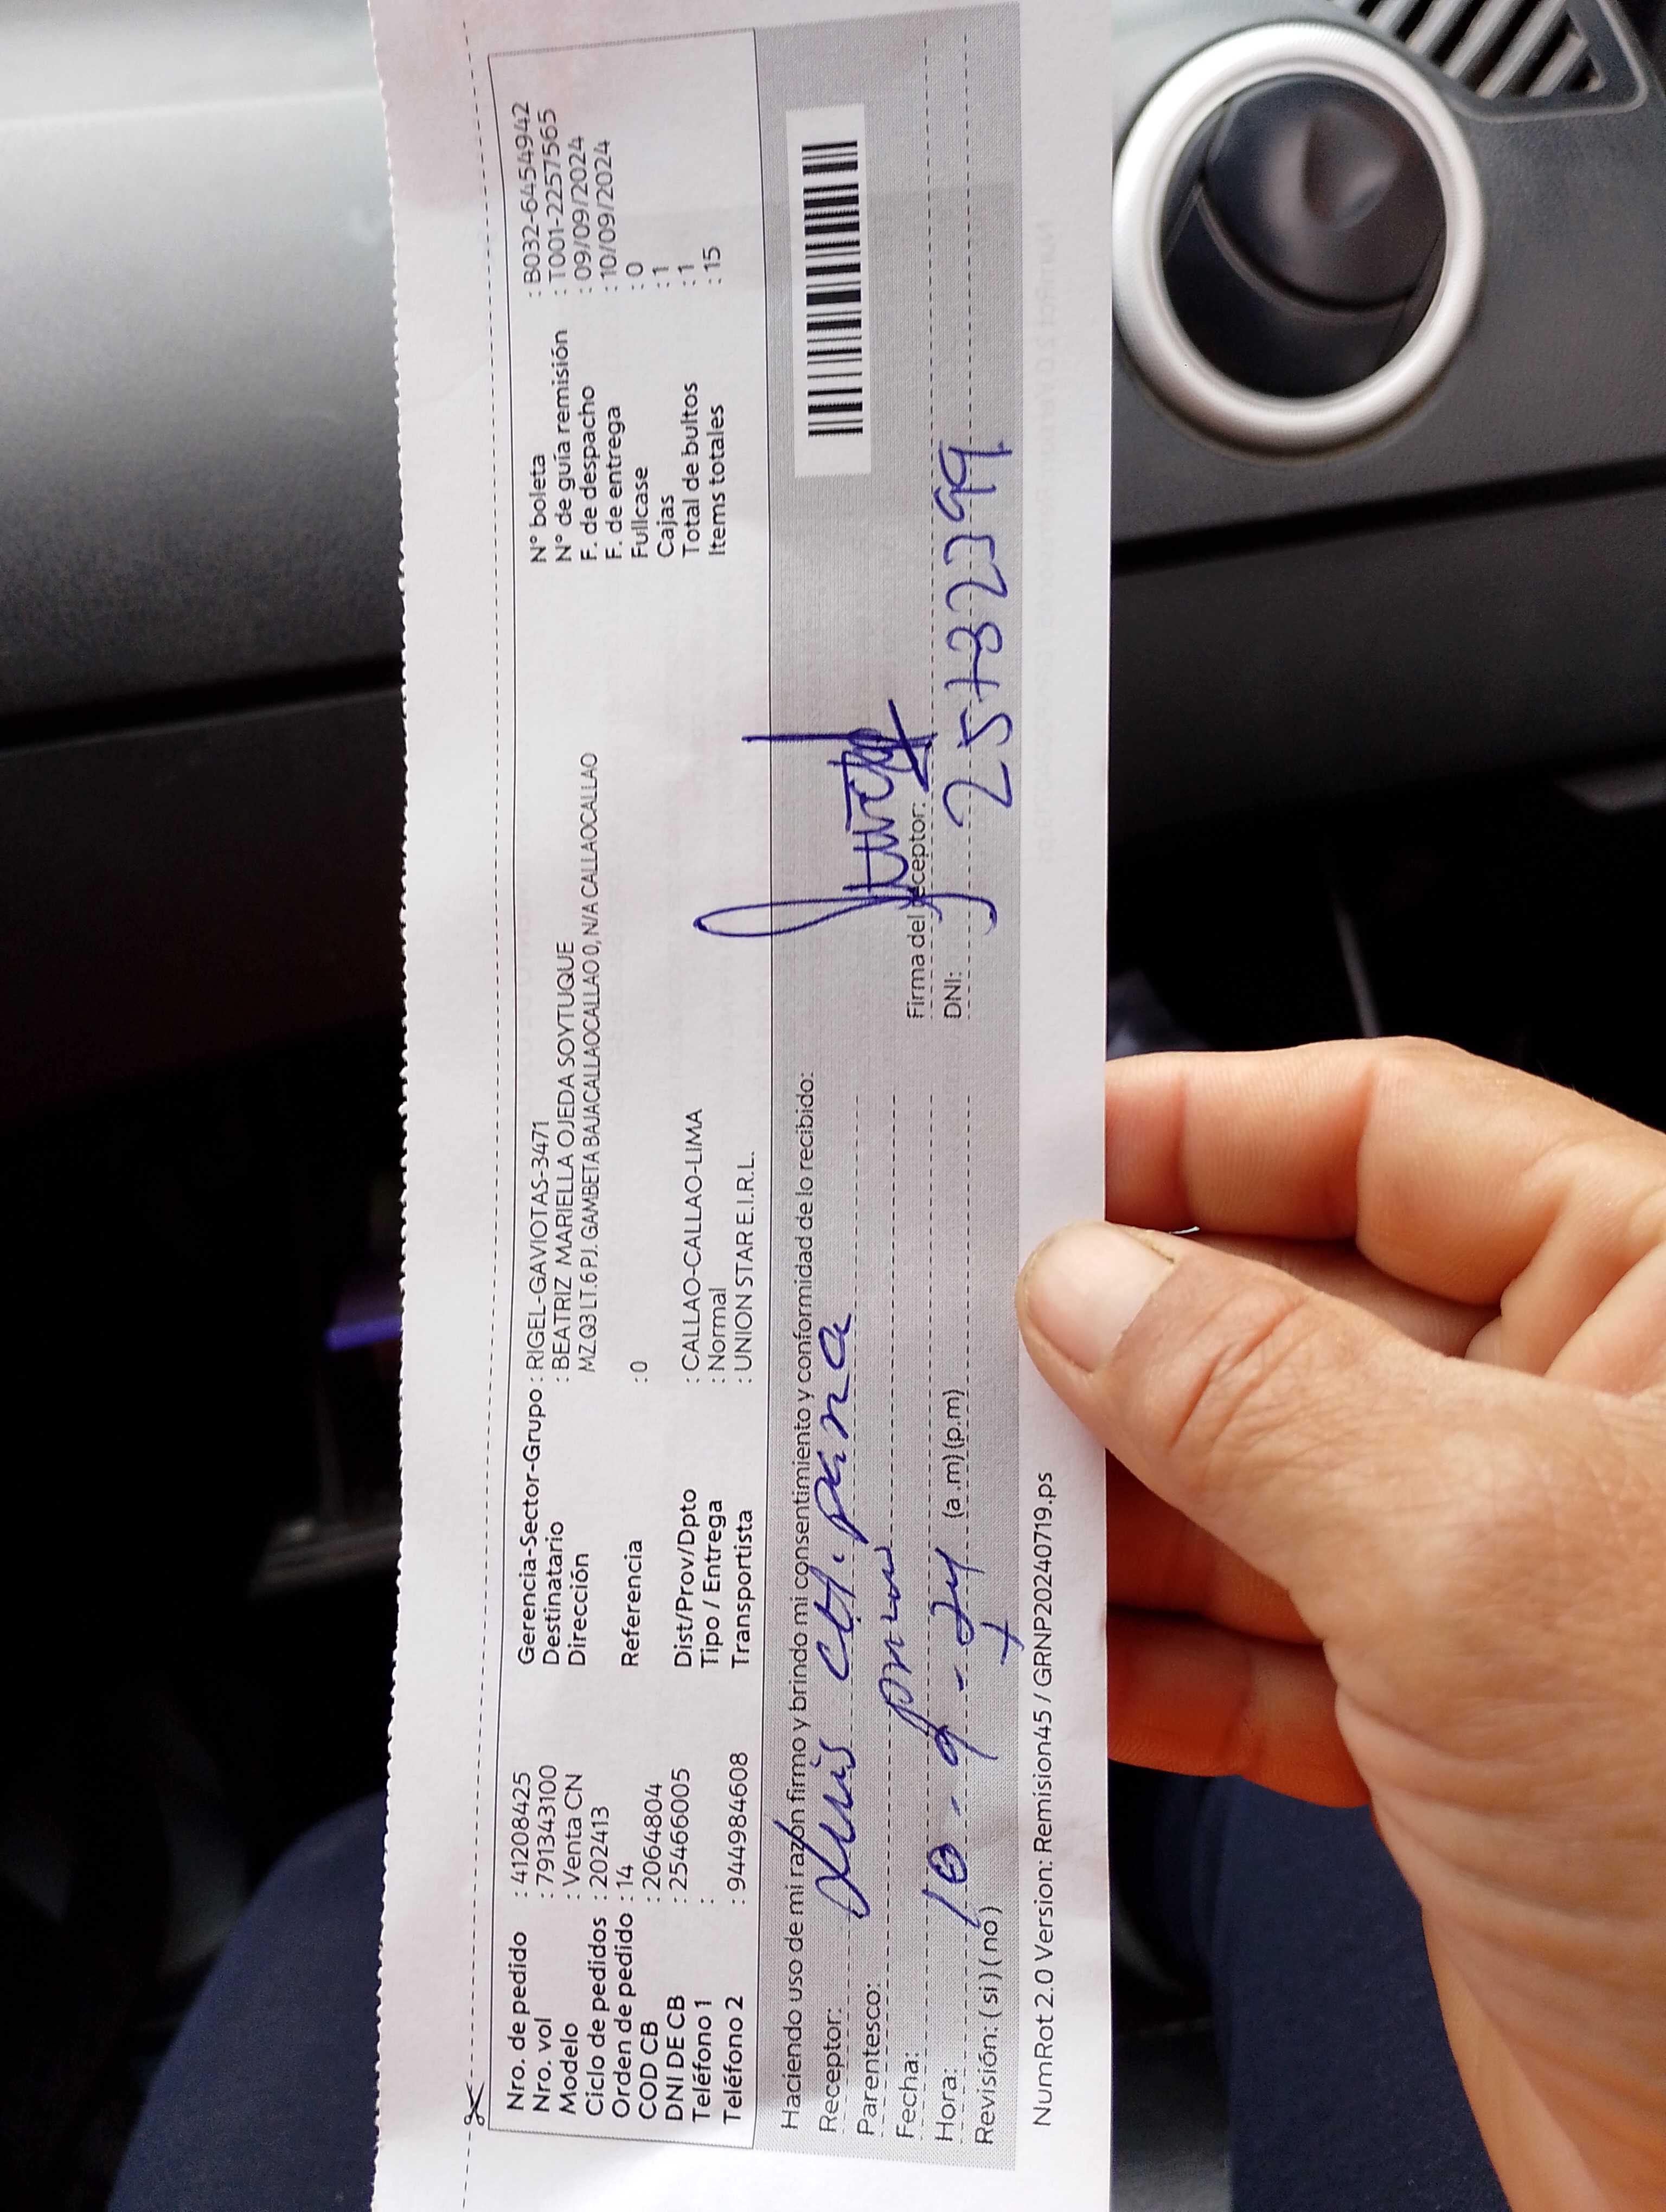 Nro. de pedido : 41208425
Nro. vol : 791343100
Modelo : Venta CN
Ciclo de pedidos : 202413
Orden de pedido : 14
COD CB : 2064804
DNI DE CB : 25466005
Teléfono 1 :
Teléfono 2 : 944984608
Gerencia-Sector-Grupo : RIGEL-GAVIOTAS-3471
Destinatario : BEATRIZ MARIELLA OJEDA SOYTUQUE
Dirección MZ.Q3 LT.6 PJ. GAMBETA BAJACALLAOCALLAO 0, N/A CALLAOCALLAO
Referencia : 0
Dist/Prov/Dpto : CALLAO-CALLAO-LIMA
Tipo / Entrega : Normal
Transportista : UNION STAR E.I.R.L.
N° boleta : B032-6454942
N° de guía remisión : T001-22577565
F. de despacho : 09/09/2024
F. de entrega : 10/09/2024
Fullcase : 0
Cajas : 1
Total de bultos : 1
Items totales : 15
Haciendo uso de mi razón firmo y brindo mi consentimiento y conformidad de lo recibido:
Receptor: Luis
Parentesco:
Fecha: 10-9-24
Hora: (a.m) (p.m)
Revisión: ( si ) ( no )
Firma del receptor:
DNI: 25732799
NumRot 2.0 Version: Remision45 / GRNP20240719.ps